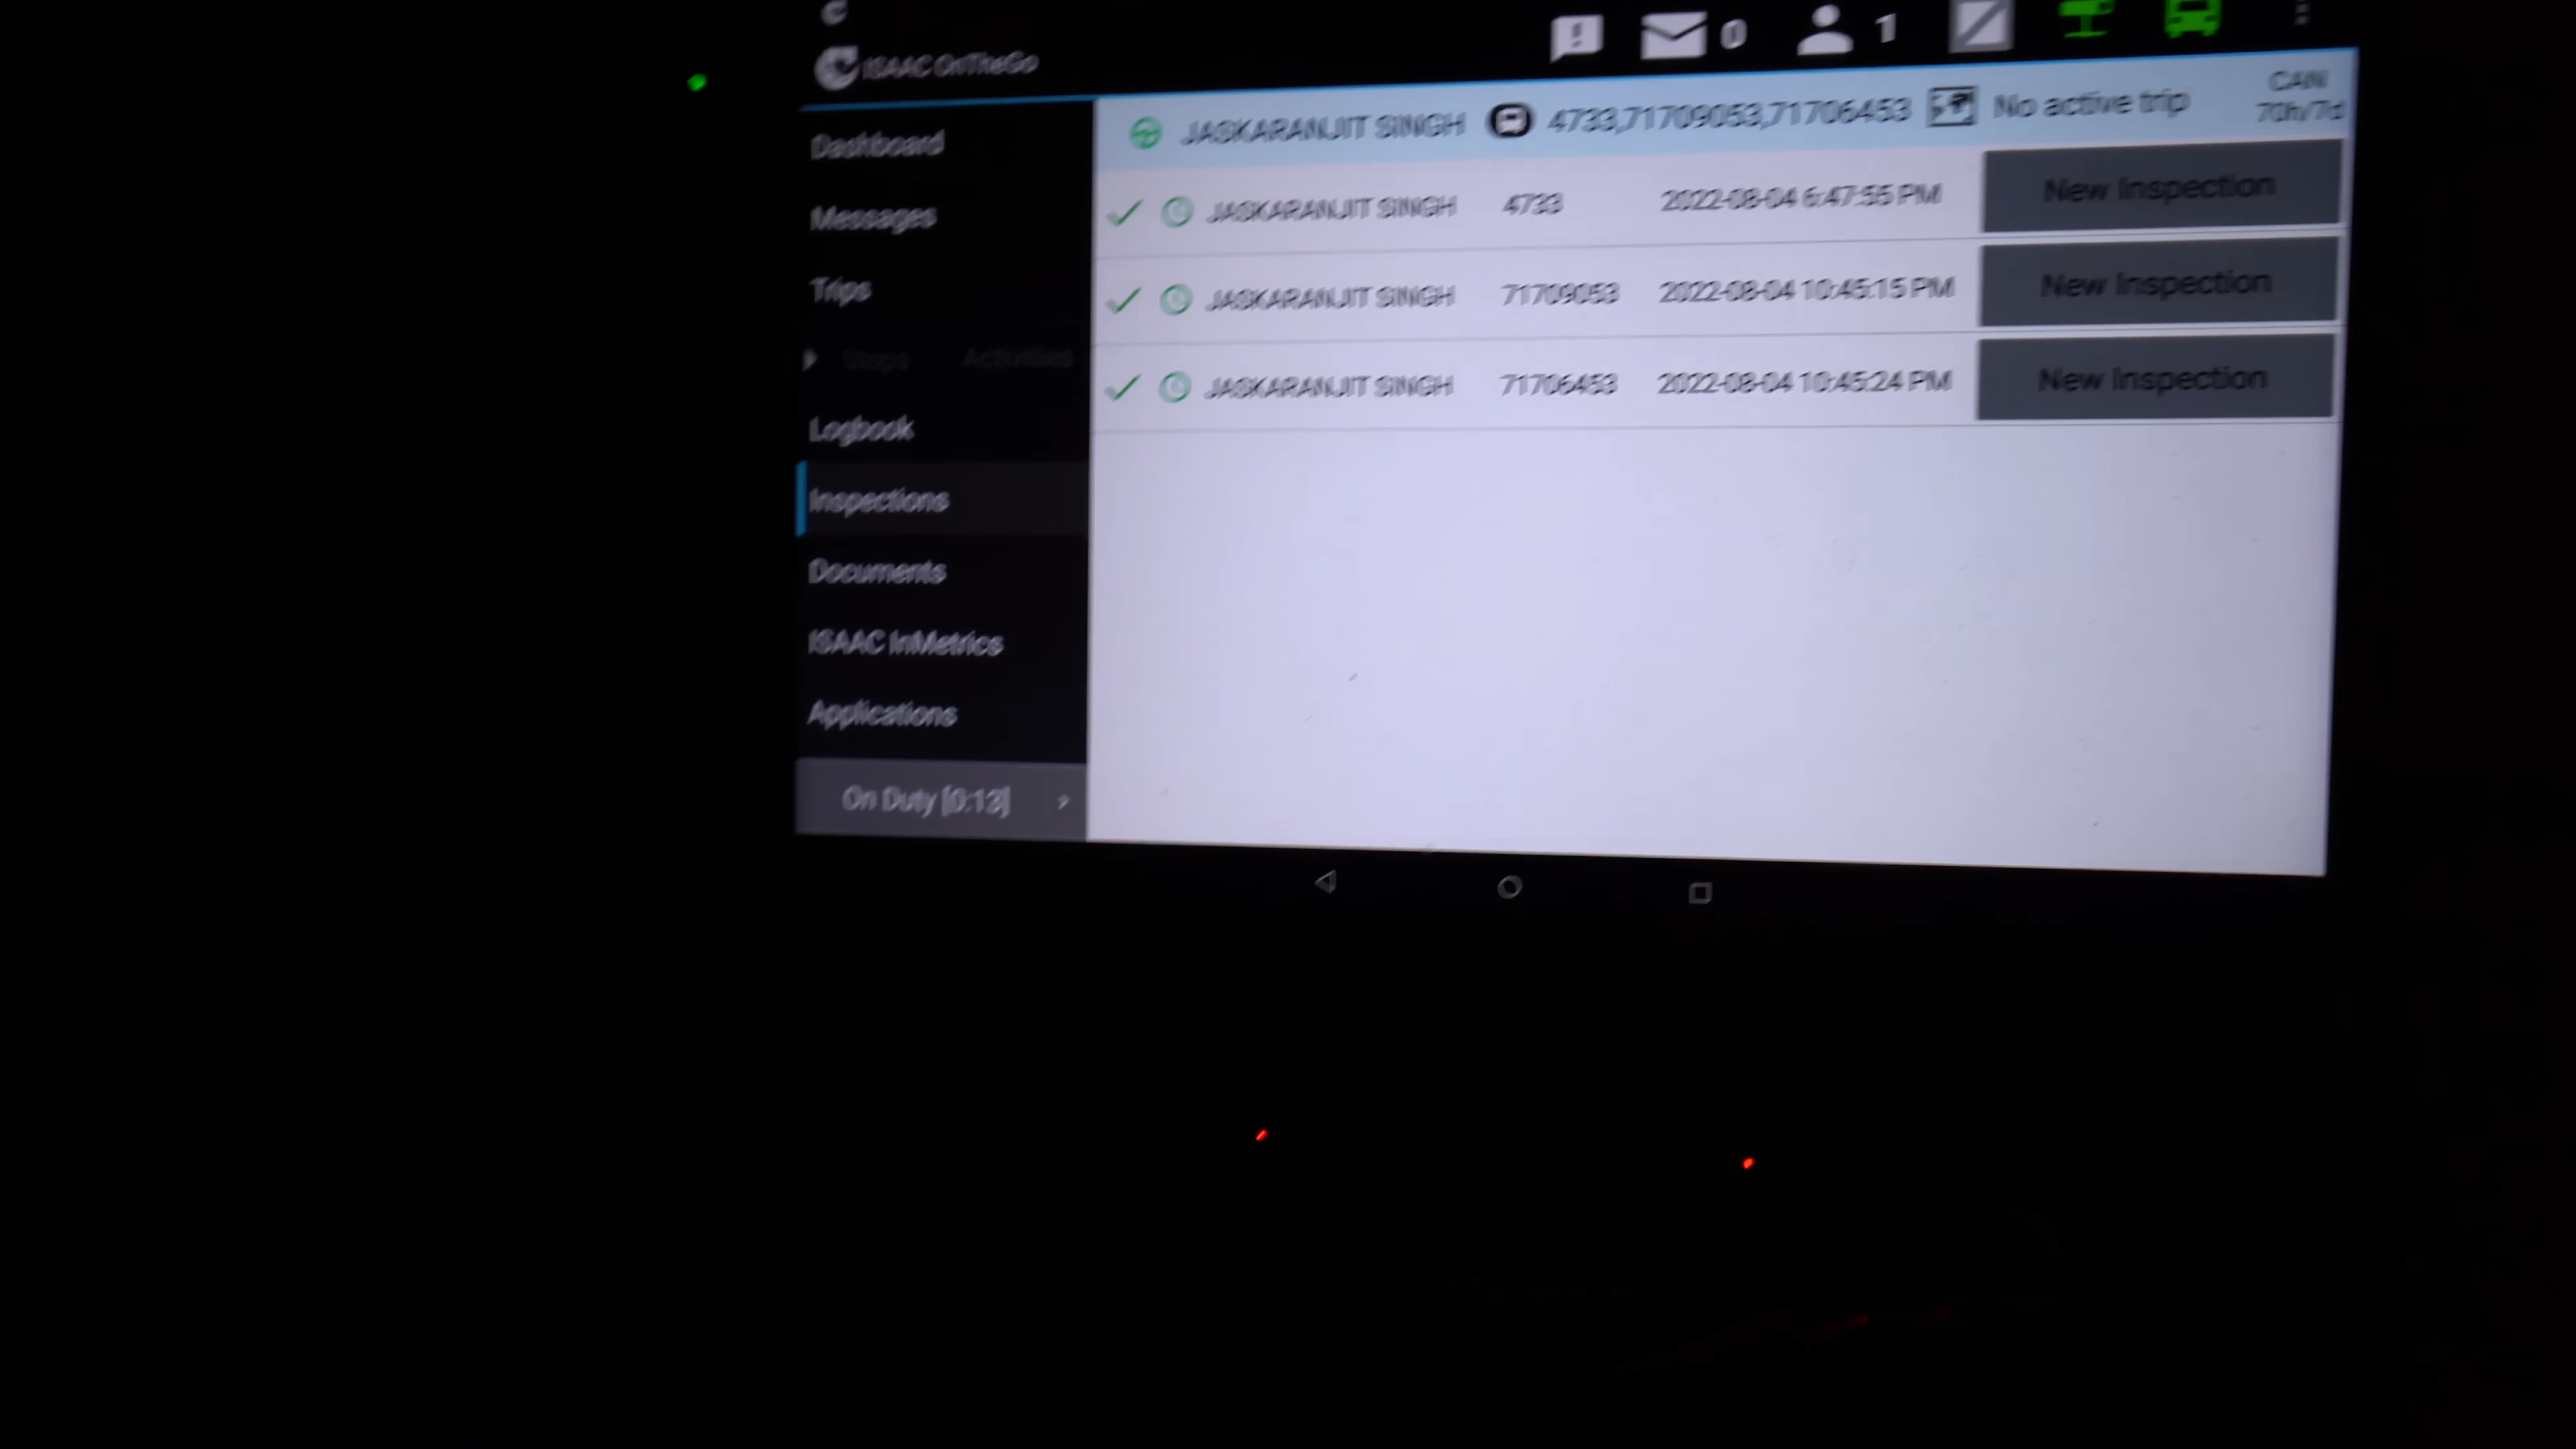 ISAAC OnTheGo
0 1
JASKARANJIT SINGH 4733,71709053,71706453 No active trip CAN 70h/7d
Dashboard
Messages
Trips
Stops Activities
Logbook
Inspections
Documents
ISAAC InMetrics
Applications
On Duty [0:13] >
JASKARANJIT SINGH 4733 2022-08-04 6:47:55 PM New Inspection
JASKARANJIT SINGH 71709053 2022-08-04 10:45:15 PM New Inspection
JASKARANJIT SINGH 71706453 2022-08-04 10:45:24 PM New Inspection